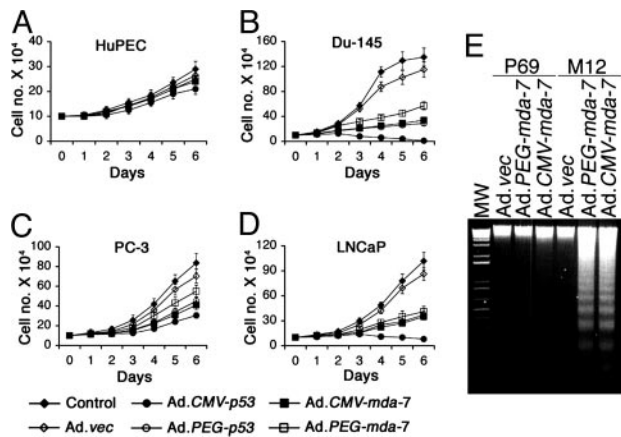 A
HuPEC
Cell no. X 10⁴
40
30
20
10
0
0 1 2 3 4 5 6
Days
B
Du-145
Cell no. X 10⁴
160
120
80
40
0
0 1 2 3 4 5 6
Days
C
PC-3
Cell no. X 10⁴
100
80
60
40
20
0
0 1 2 3 4 5 6
Days
D
LNCaP
Cell no. X 10⁴
120
90
60
30
0
0 1 2 3 4 5 6
Days
Control
Ad.CMV-p53
Ad.CMV-mda-7
Ad.vec
Ad.PEG-p53
Ad.PEG-mda-7
E
P69 M12
MW
Ad.vec
Ad.PEG-mda-7
Ad.CMV-mda-7
Ad.vec
Ad.PEG-mda-7
Ad.CMV-mda-7